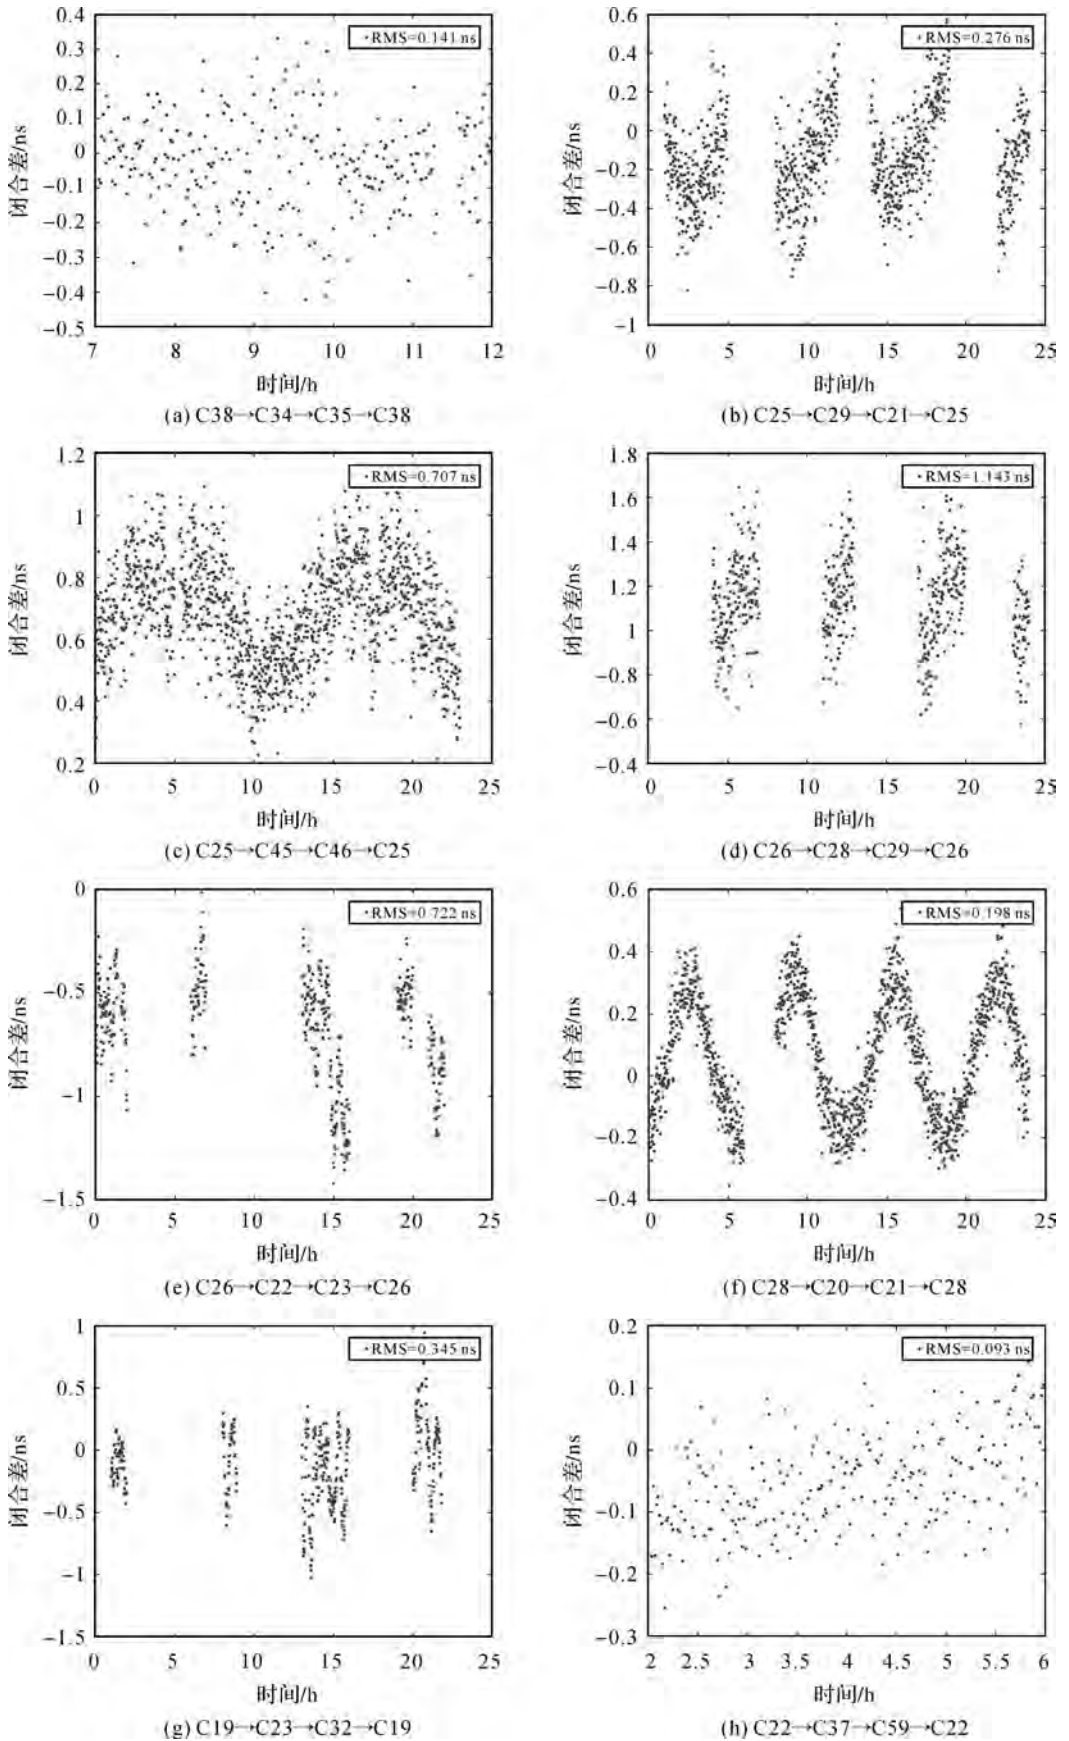 0.4
0.3
0.2
0.1
0
−0.1
−0.2
−0.3
−0.4
−0.5
闭合差/ns
RMS=0.141 ns
7 8 9 10 11 12
时间/h
(a) C38→C34→C35→C38
0.6
0.4
0.2
0
−0.2
−0.4
−0.6
−0.8
−1
闭合差/ns
RMS=0.276 ns
0 5 10 15 20 25
时间/h
(b) C25→C29→C21→C25
1.2
1
0.8
0.6
0.4
0.2
闭合差/ns
RMS=0.707 ns
0 5 10 15 20 25
时间/h
(c) C25→C45→C46→C25
1.8
1.6
1.4
1.2
1
−0.8
−0.6
−0.4
闭合差/ns
RMS=1.143 ns
0 5 10 15 20 25
时间/h
(d) C26→C28→C29→C26
0
−0.5
−1
−1.5
闭合差/ns
RMS=0.722 ns
0 5 10 15 20 25
时间/h
(e) C26→C22→C23→C26
0.6
0.4
0.2
0
−0.2
−0.4
闭合差/ns
RMS=0.198 ns
0 5 10 15 20 25
时间/h
(f) C28→C20→C21→C28
1
0.5
0
−0.5
−1
−1.5
闭合差/ns
RMS=0.345 ns
0 5 10 15 20 25
时间/h
(g) C19→C23→C32→C19
0.2
0.1
0
−0.1
−0.2
−0.3
闭合差/ns
RMS=0.093 ns
2 2.5 3 3.5 4 4.5 5 5.5 6
时间/h
(h) C22→C37→C59→C22